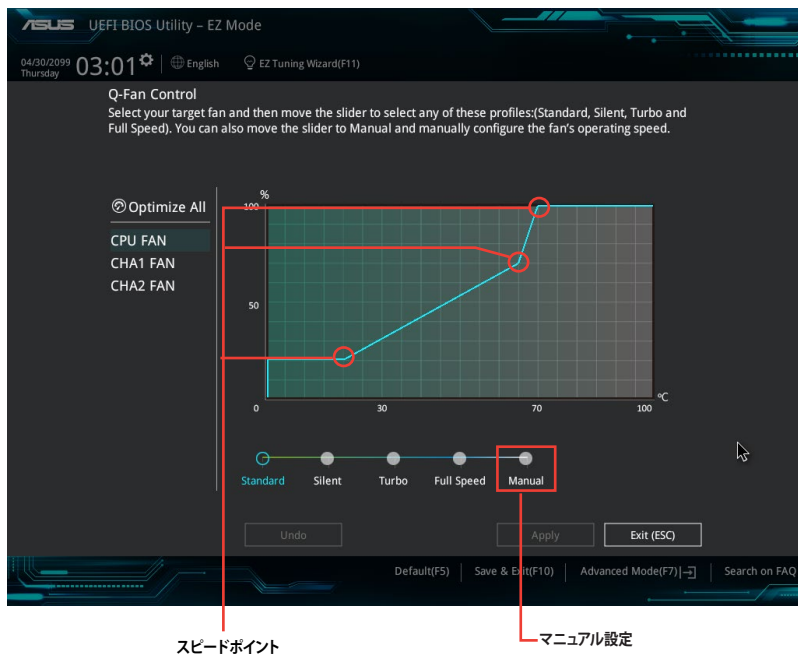 ASUS UEFI BIOS Utility – EZ Mode
04/30/2099
Thursday
03:01
English
EZ Tuning Wizard(F11)
Q-Fan Control
Select your target fan and then move the slider to select any of these profiles:(Standard, Silent, Turbo and
Full Speed). You can also move the slider to Manual and manually configure the fan's operating speed.
Optimize All
CPU FAN
CHA1 FAN
CHA2 FAN
%
100
50
0 30 70 100
ºC
Standard Silent Turbo Full Speed Manual
Undo Apply Exit (ESC)
Default(F5) Save & Exit(F10) Advanced Mode(F7) Search on FAQ
スピードポイント
マニュアル設定